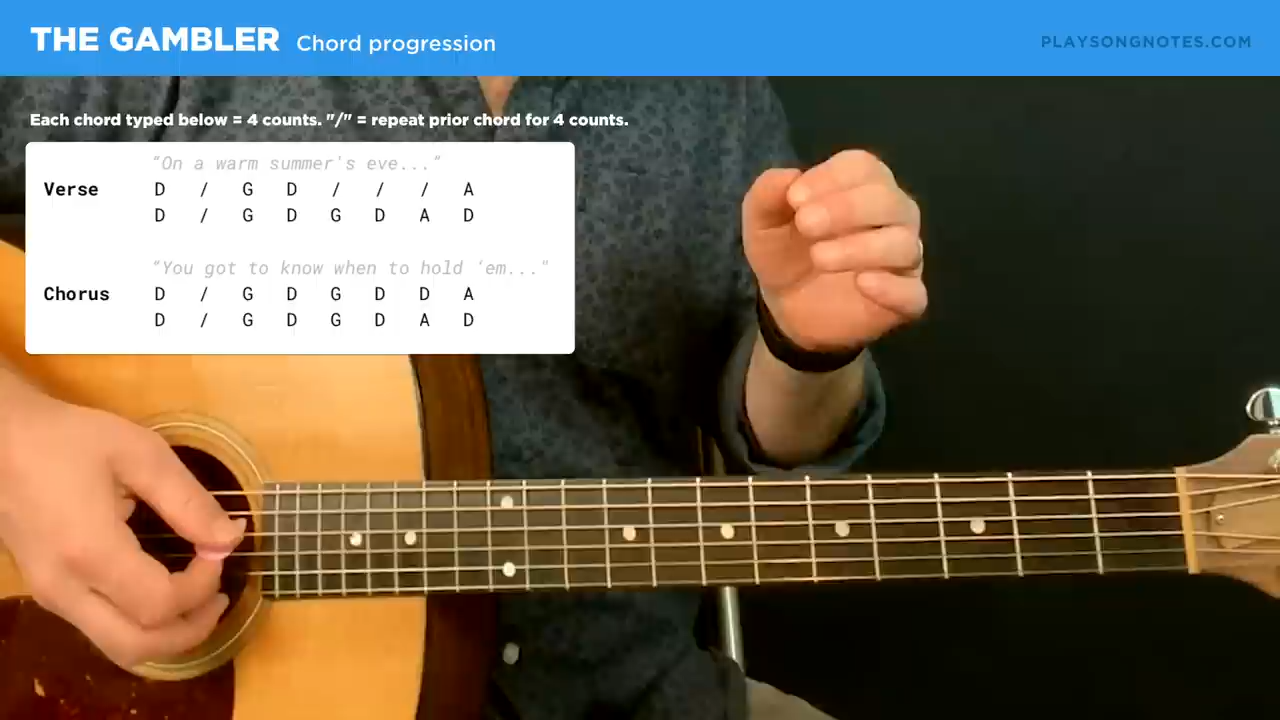 THE GAMBLER Chord progression PLAYSONGNOTES.COM
Each chord typed below = 4 counts. "/" = repeat prior chord for 4 counts.
“On a warm summer's eve...”
Verse D / G D / / / A
D / G D G D A D
“You got to know when to hold ‘em..."
Chorus D / G D G D D A
D / G D G D A D